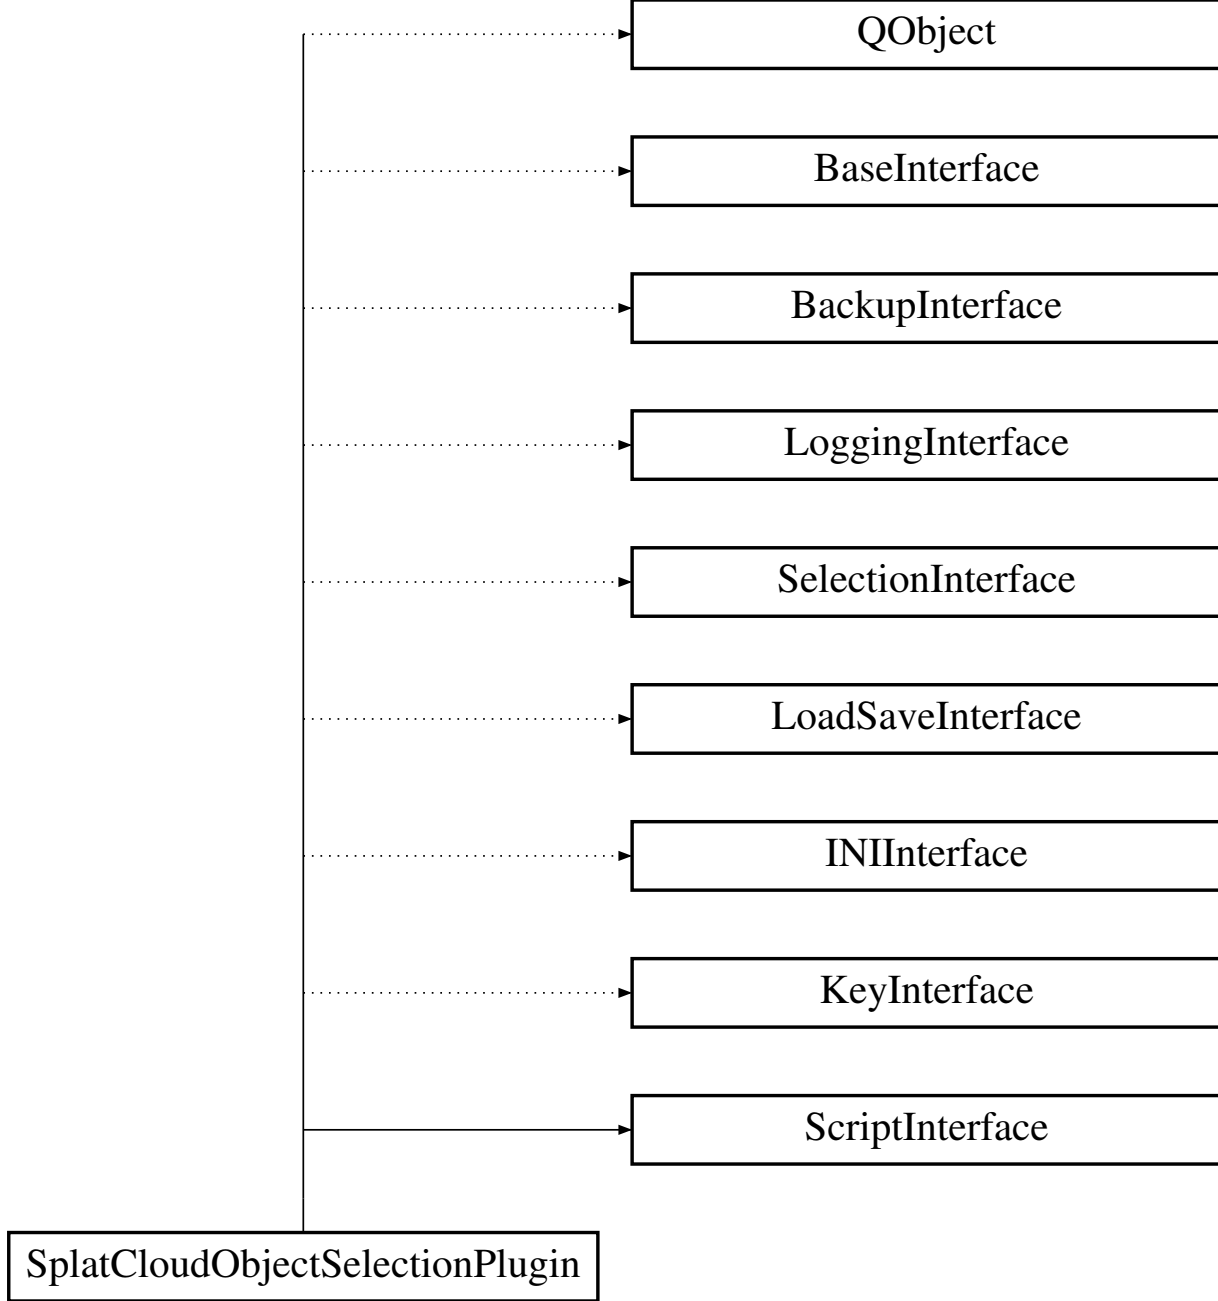 QObject
BaseInterface
BackupInterface
LoggingInterface
SelectionInterface
LoadSaveInterface
INIInterface
KeyInterface
ScriptInterface
SplatCloudObjectSelectionPlugin